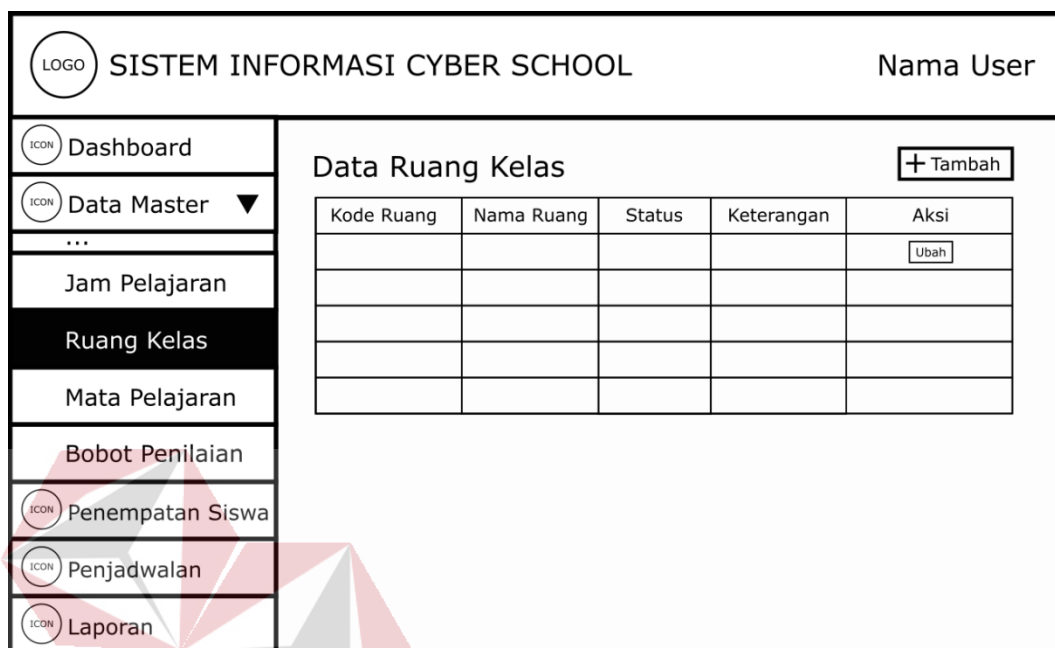 LOGO SISTEM INFORMASI CYBER SCHOOL Nama User
ICON Dashboard
ICON Data Master ▼
...
Jam Pelajaran
Ruang Kelas
Mata Pelajaran
Bobot Penilaian
ICON Penempatan Siswa
ICON Penjadwalan
ICON Laporan
Data Ruang Kelas + Tambah
Kode Ruang Nama Ruang Status Keterangan Aksi
Ubah